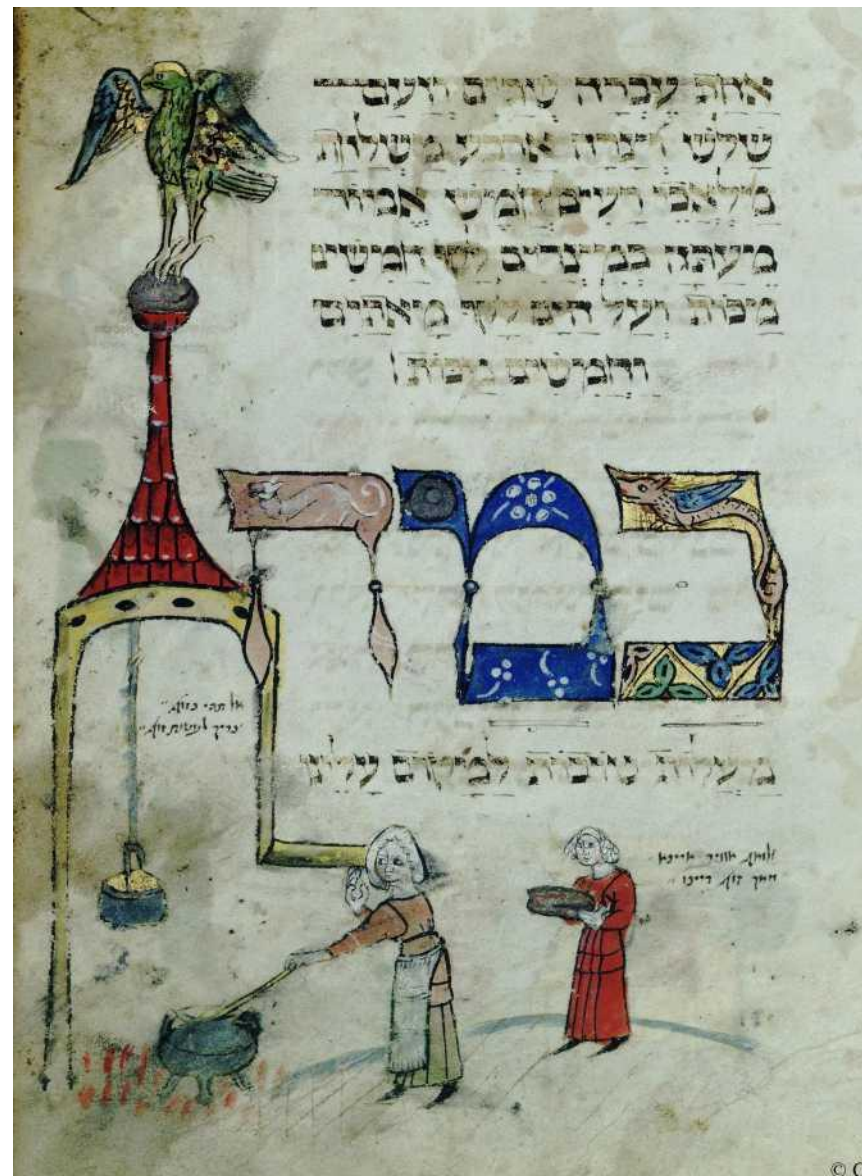 אחת עברה שתים וזעם
שלש וצרה ארבע משלחת
מלאכי רעים חמש אמור
מעתה במצרים לקו חמשים
מכות ועל הים לקו מאתים
וחמשים מכות
כמה
מעלות טובות למקום עלינו
©